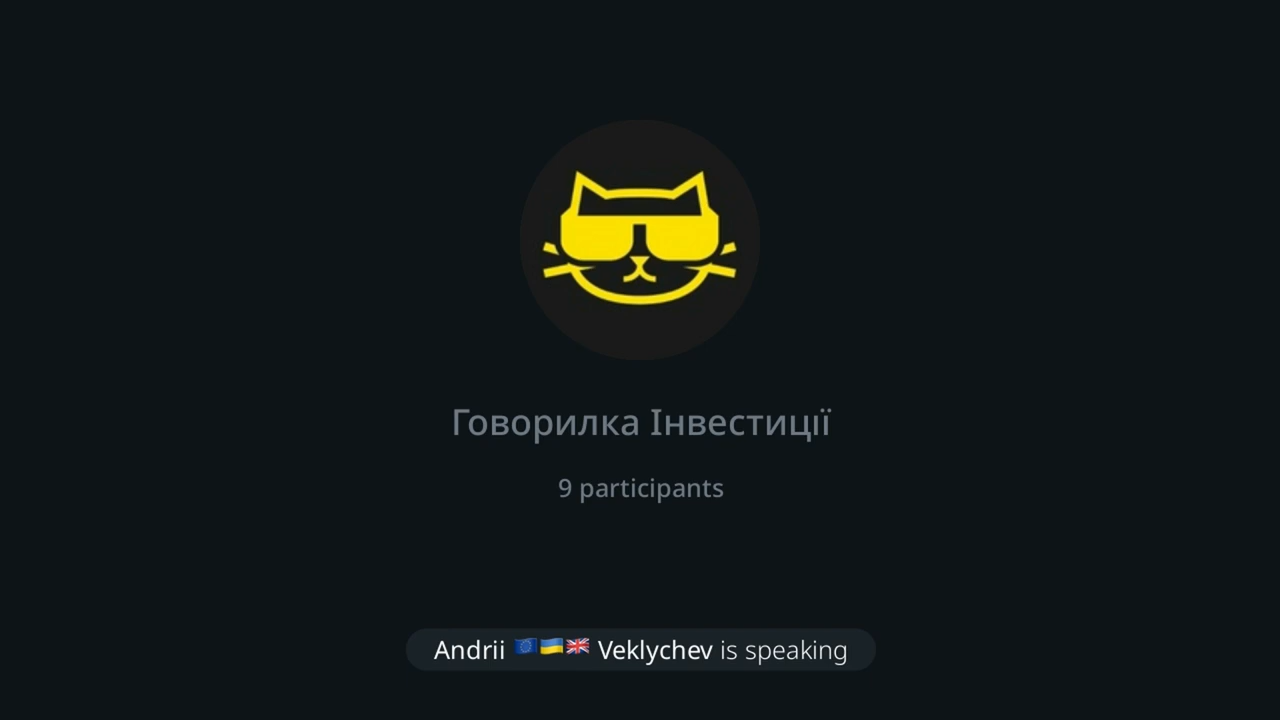 Говорилка Інвестиції
9 participants
Andrii 🇪🇺🇺🇦🇬🇧 Veklychev is speaking